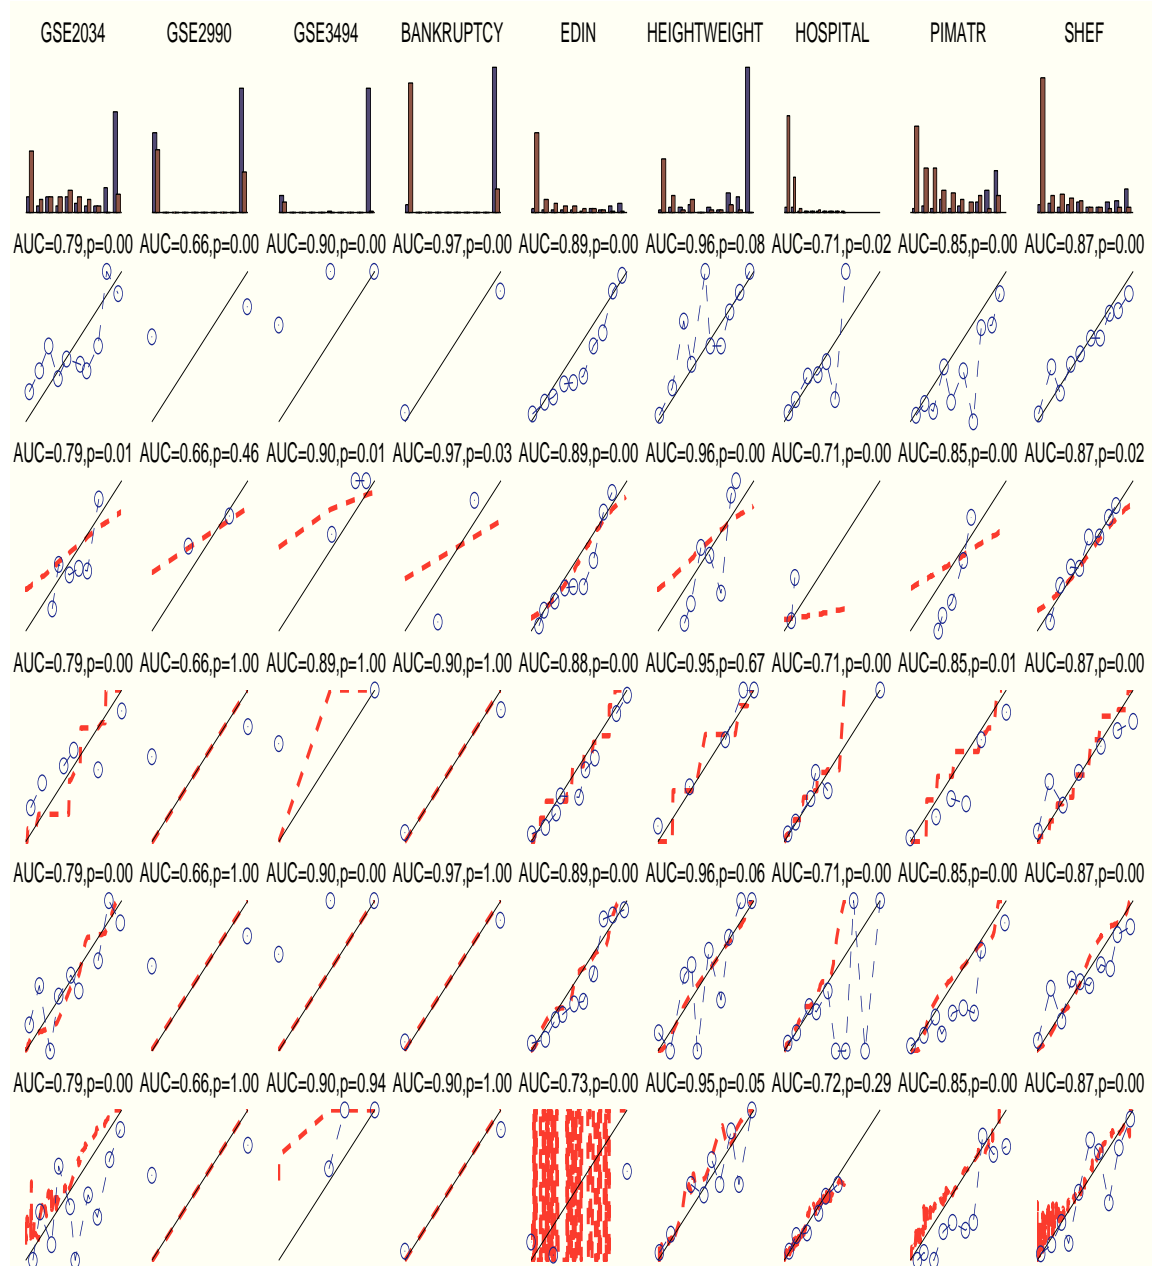 GSE2034 GSE2990 GSE3494 BANKRUPTCY EDIN HEIGHTWEIGHT HOSPITAL PIMATR SHEF
AUC=0.79,p=0.00 AUC=0.66,p=0.00 AUC=0.90,p=0.00 AUC=0.97,p=0.00 AUC=0.89,p=0.00 AUC=0.96,p=0.08 AUC=0.71,p=0.02 AUC=0.85,p=0.00 AUC=0.87,p=0.00
AUC=0.79,p=0.01 AUC=0.66,p=0.46 AUC=0.90,p=0.01 AUC=0.97,p=0.03 AUC=0.89,p=0.00 AUC=0.96,p=0.00 AUC=0.71,p=0.00 AUC=0.85,p=0.00 AUC=0.87,p=0.02
AUC=0.79,p=0.00 AUC=0.66,p=1.00 AUC=0.89,p=1.00 AUC=0.90,p=1.00 AUC=0.88,p=0.00 AUC=0.95,p=0.67 AUC=0.71,p=0.00 AUC=0.85,p=0.01 AUC=0.87,p=0.00
AUC=0.79,p=0.00 AUC=0.66,p=1.00 AUC=0.90,p=0.00 AUC=0.97,p=1.00 AUC=0.89,p=0.00 AUC=0.96,p=0.06 AUC=0.71,p=0.00 AUC=0.85,p=0.00 AUC=0.87,p=0.00
AUC=0.79,p=0.00 AUC=0.66,p=1.00 AUC=0.90,p=0.94 AUC=0.90,p=1.00 AUC=0.73,p=0.00 AUC=0.95,p=0.05 AUC=0.72,p=0.29 AUC=0.85,p=0.00 AUC=0.87,p=0.00